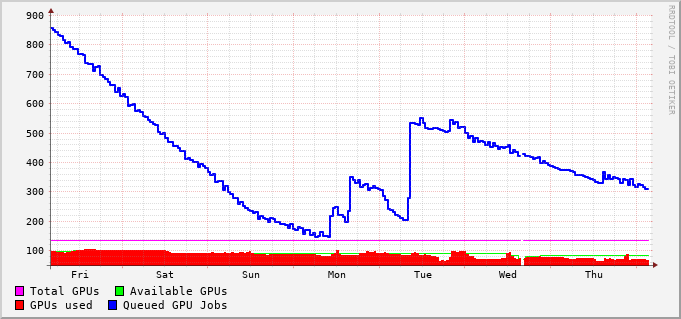 900
800
700
600
500
400
300
200
100
Fri Sat Sun Mon Tue Wed Thu
Total GPUs Available GPUs
GPUs used Queued GPU Jobs
RRDTOOL / TOBI OETIKER